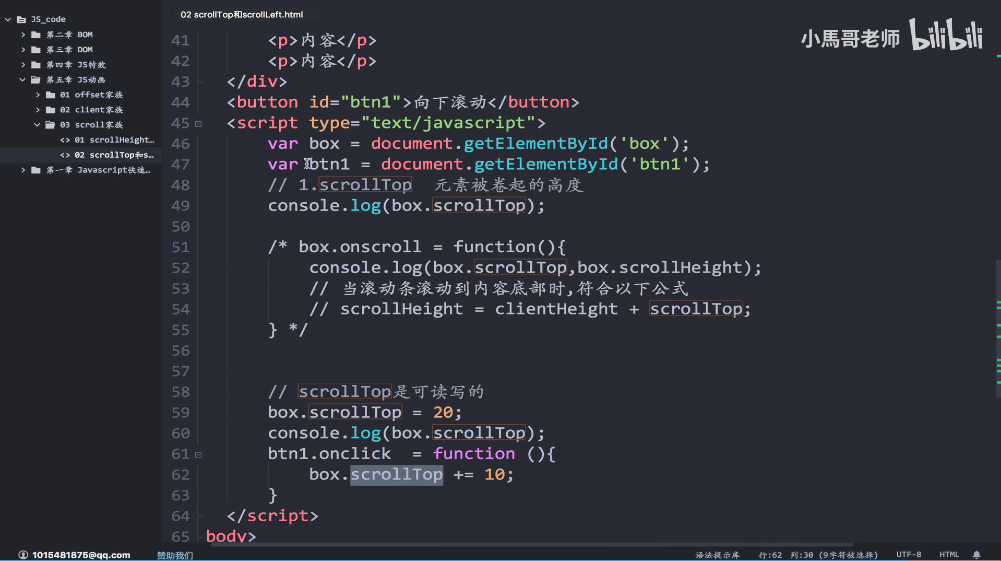 02 scrollTop和scrollLeft.html
JS_code
第二章 BOM
第三章 DOM
第四章 JS特效
第五章 JS动画
01 offset家族
02 client家族
03 scroll家族
01 scrollHeight...
02 scrollTop和s...
第一章 Javascript快速...
小馬哥老师 bilibili
41 <p>内容</p>
42 <p>内容</p>
43 </div>
44 <button id="btn1">向下滚动</button>
45 <script type="text/javascript">
46 var box = document.getElementById('box');
47 var btn1 = document.getElementById('btn1');
48 // 1.scrollTop 元素被卷起的高度
49 console.log(box.scrollTop);
50
51 /* box.onscroll = function(){
52 console.log(box.scrollTop,box.scrollHeight);
53 // 当滚动条滚动到内容底部时,符合以下公式
54 // scrollHeight = clientHeight + scrollTop;
55 } */
56
57
58 // scrollTop是可读写的
59 box.scrollTop = 20;
60 console.log(box.scrollTop);
61 btn1.onclick = function (){
62 box.scrollTop += 10;
63 }
64 </script>
65 body>
1015481875@qq.com 赞助我们 语法提示库 行:62 列:30 (9字符被选择) UTF-8 HTML